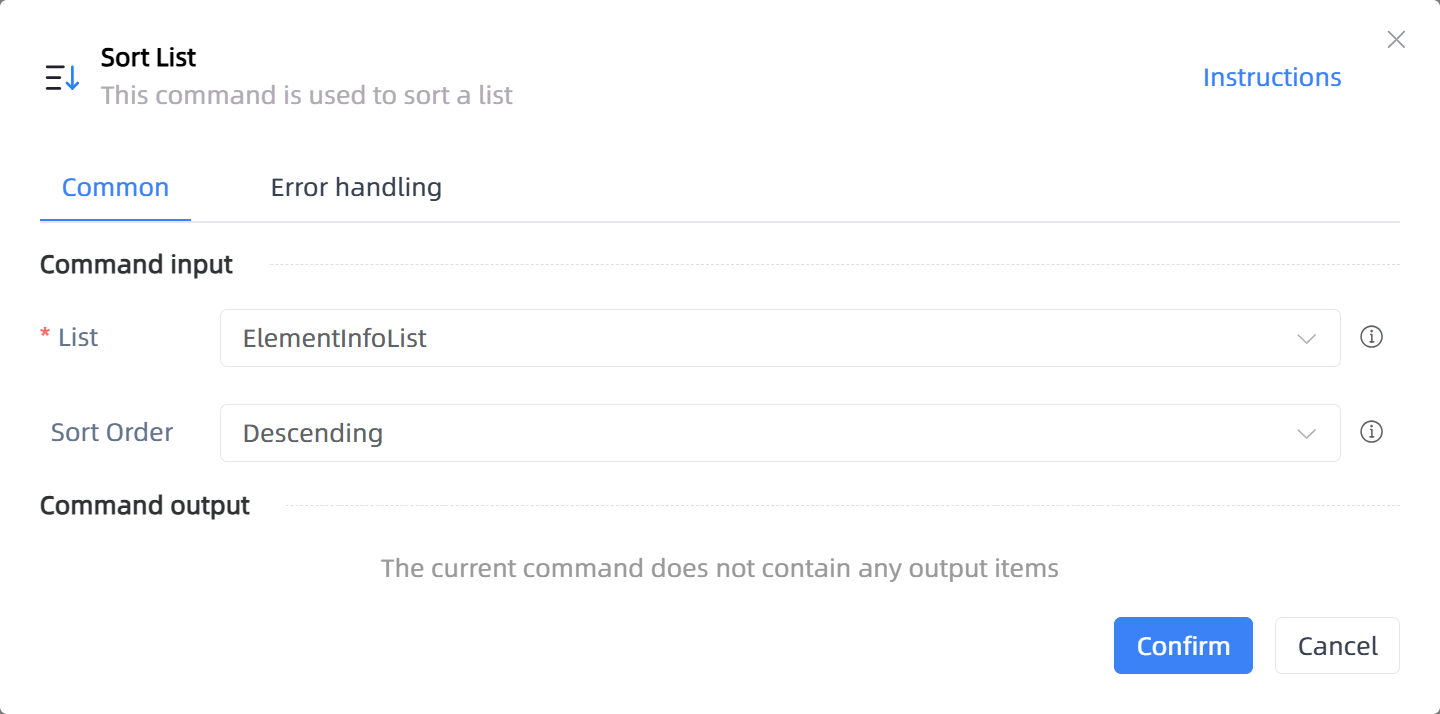 Sort List
This command is used to sort a list
Instructions
Common
Error handling
Command input
* List
ElementInfoList
Sort Order
Descending
Command output
The current command does not contain any output items
Confirm
Cancel